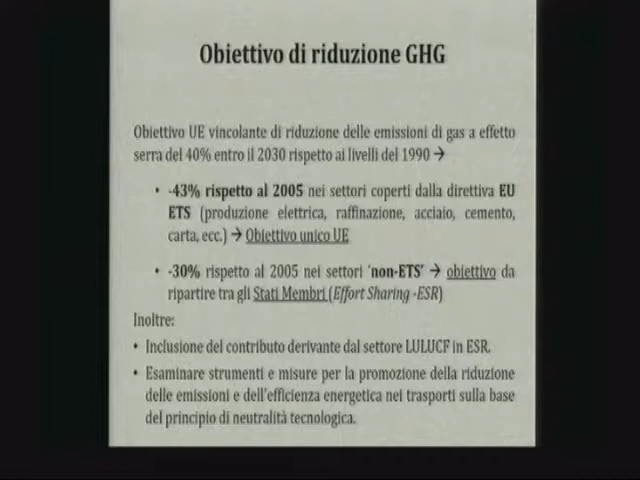 Obiettivo di riduzione GHG
Obiettivo UE vincolante di riduzione delle emissioni di gas a effetto
serra del 40% entro il 2030 rispetto ai livelli del 1990 →
• -43% rispetto al 2005 nei settori coperti dalla direttiva EU
ETS (produzione elettrica, raffinazione, acciaio, cemento,
carta, ecc.) → Obiettivo unico UE
• -30% rispetto al 2005 nei settori 'non-ETS' → obiettivo da
ripartire tra gli Stati Membri (Effort Sharing -ESR)
Inoltre:
• Inclusione del contributo derivante dal settore LULUCF in ESR.
• Esaminare strumenti e misure per la promozione della riduzione
delle emissioni e dell'efficienza energetica nei trasporti sulla base
del principio di neutralità tecnologica.